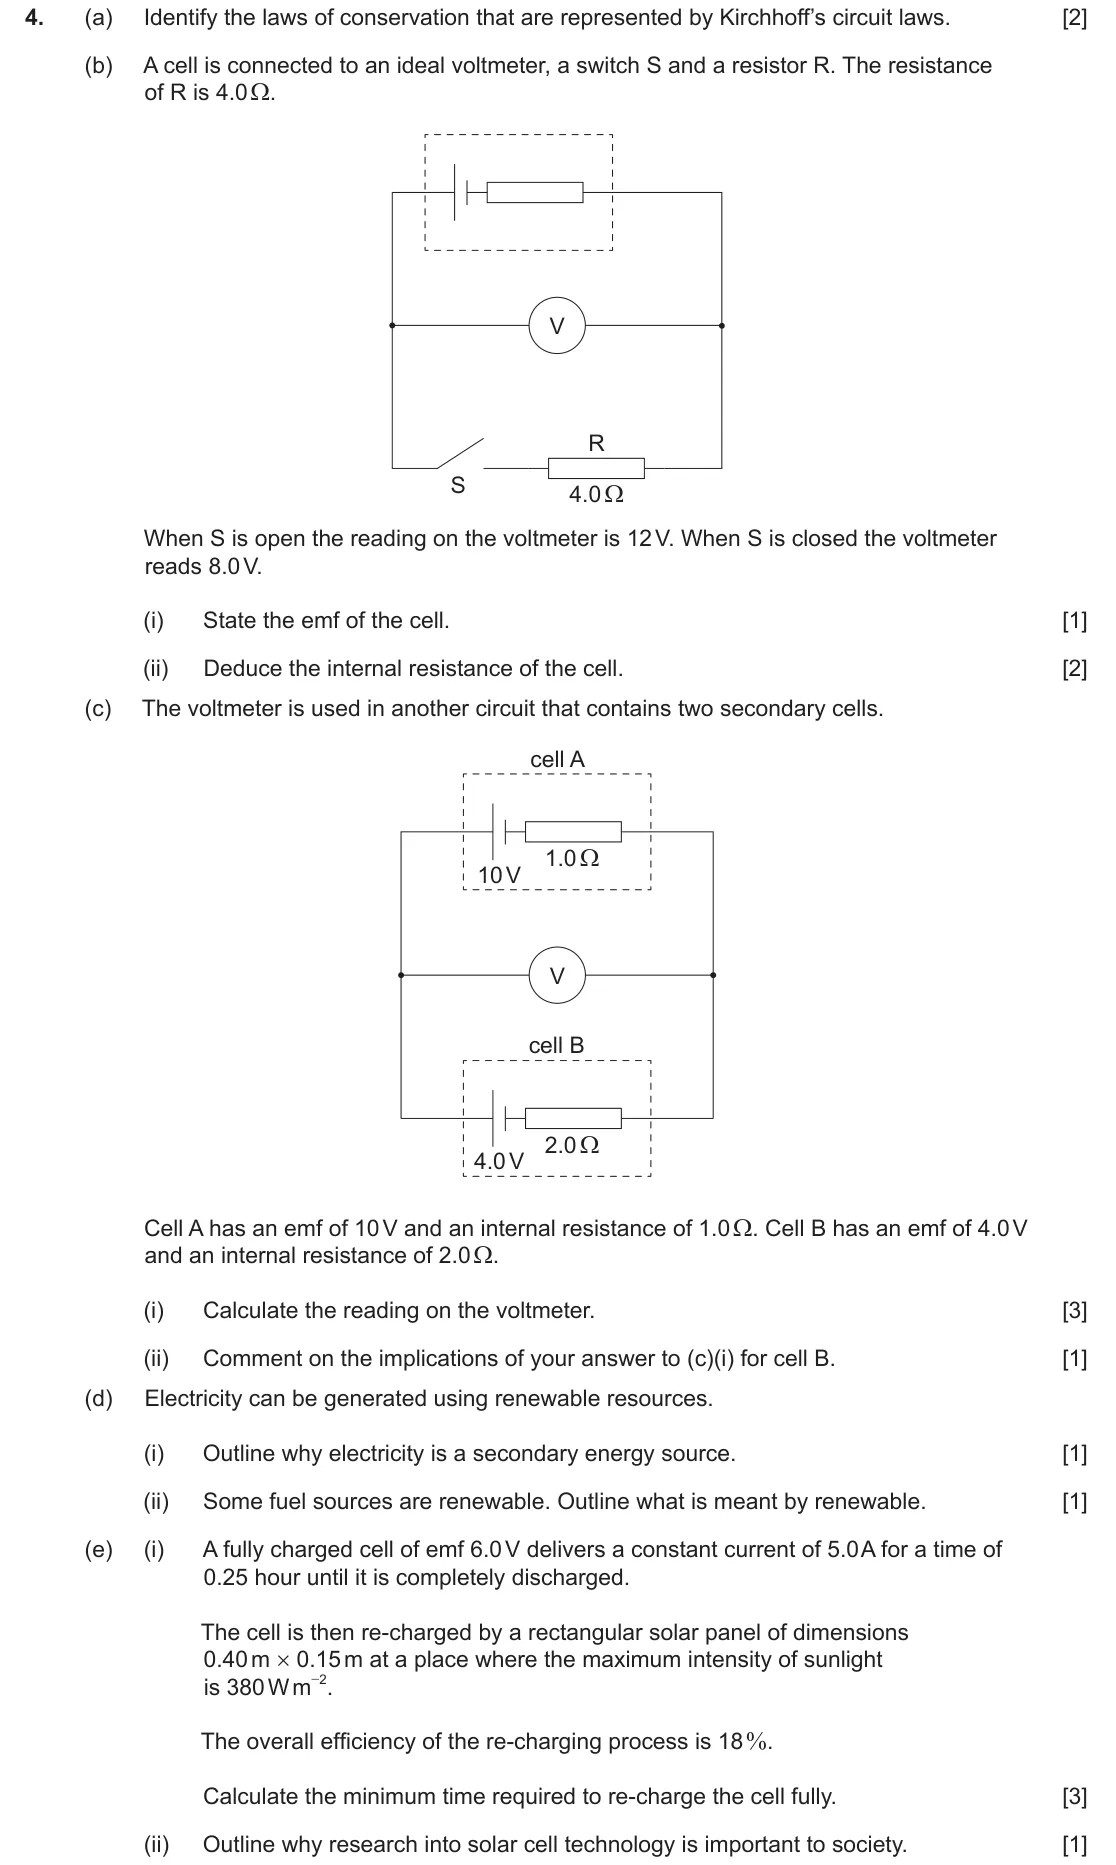 4. (a) Identify the laws of conservation that are represented by Kirchhoff’s circuit laws. [2]
(b) A cell is connected to an ideal voltmeter, a switch S and a resistor R. The resistance
of R is 4.0Ω.
V
R
S
4.0Ω
When S is open the reading on the voltmeter is 12V. When S is closed the voltmeter
reads 8.0V.
(i) State the emf of the cell. [1]
(ii) Deduce the internal resistance of the cell. [2]
(c) The voltmeter is used in another circuit that contains two secondary cells.
cell A
1.0Ω
10V
V
cell B
2.0Ω
4.0V
Cell A has an emf of 10V and an internal resistance of 1.0Ω. Cell B has an emf of 4.0V
and an internal resistance of 2.0Ω.
(i) Calculate the reading on the voltmeter. [3]
(ii) Comment on the implications of your answer to (c)(i) for cell B. [1]
(d) Electricity can be generated using renewable resources.
(i) Outline why electricity is a secondary energy source. [1]
(ii) Some fuel sources are renewable. Outline what is meant by renewable. [1]
(e) (i) A fully charged cell of emf 6.0V delivers a constant current of 5.0A for a time of
0.25 hour until it is completely discharged.
The cell is then re-charged by a rectangular solar panel of dimensions
0.40m × 0.15m at a place where the maximum intensity of sunlight
is 380Wm⁻².
The overall efficiency of the re-charging process is 18%.
Calculate the minimum time required to re-charge the cell fully. [3]
(ii) Outline why research into solar cell technology is important to society. [1]